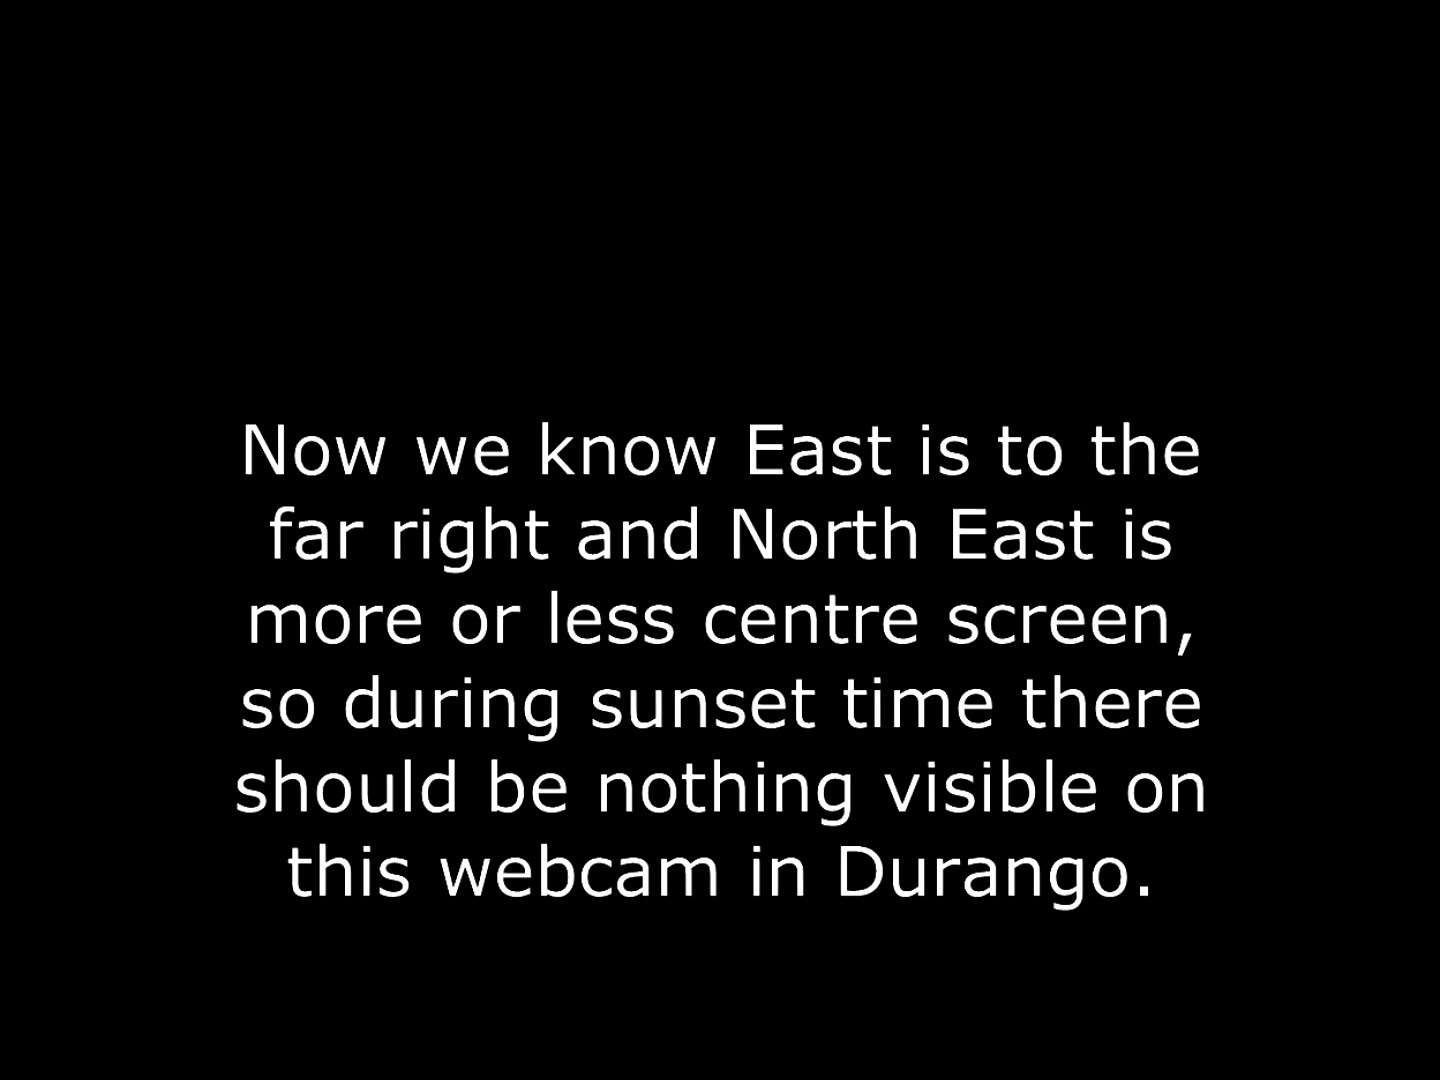 Now we know East is to the
far right and North East is
more or less centre screen,
so during sunset time there
should be nothing visible on
this webcam in Durango.